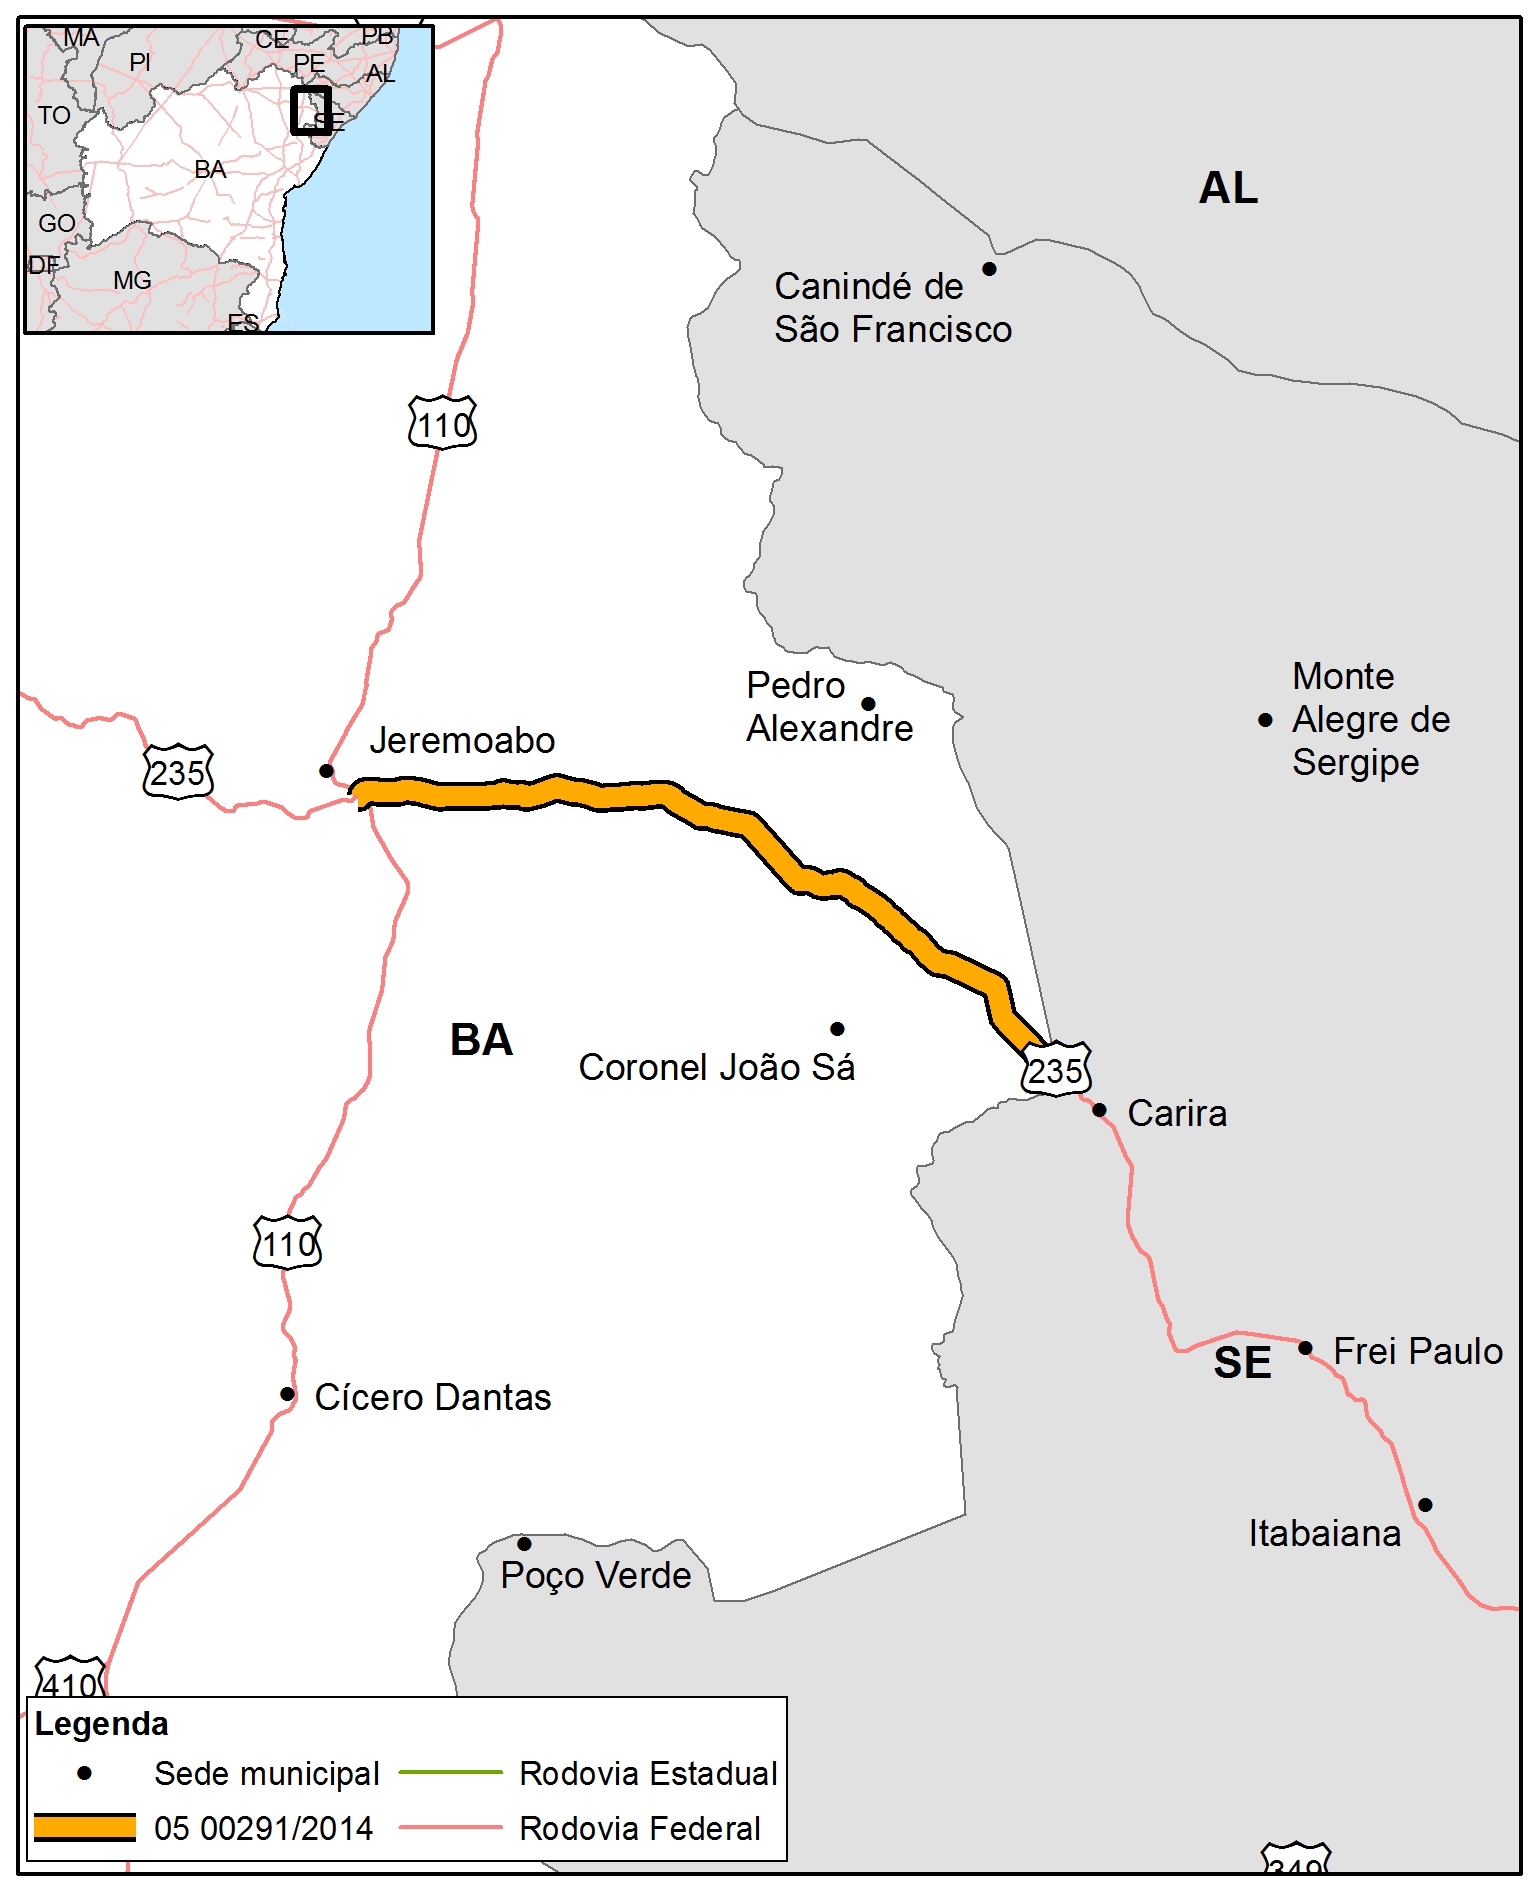 MA
CE
PB
PI
PE
AL
TO
SE
BA
GO
DF
MG
ES
AL
Canindé de
São Francisco
110
Monte
Alegre de
Sergipe
Pedro
Alexandre
Jeremoabo
235
BA
Coronel João Sá
235
Carira
110
SE
Frei Paulo
Cícero Dantas
Itabaiana
Poço Verde
410
Legenda
Sede municipal
Rodovia Estadual
05 00291/2014
Rodovia Federal
349